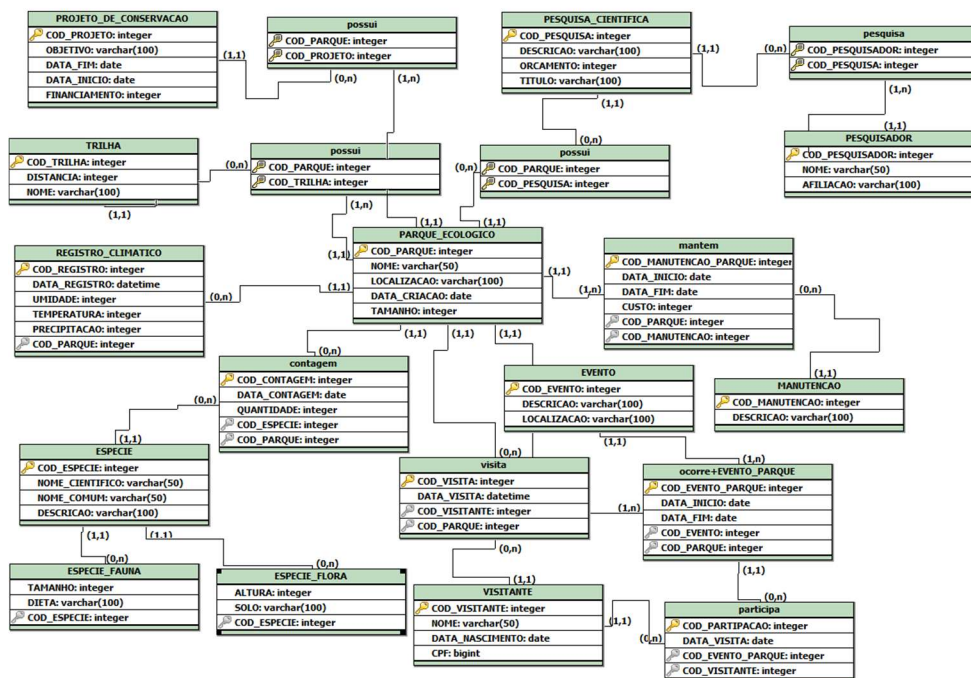 PROJETO_DE_CONSERVACAO
COD_PROJETO: integer
OBJETIVO: varchar(100)
DATA_FIM: date
DATA_INICIO: date
FINANCIAMENTO: integer
(1,1)
(0,n)
possui
COD_PARQUE: integer
COD_PROJETO: integer
(1,n)
PESQUISA_CIENTIFICA
COD_PESQUISA: integer
DESCRICAO: varchar(100)
ORCAMENTO: integer
TITULO: varchar(100)
(1,1)
(0,n)
(1,1)
pesquisa
COD_PESQUISADOR: integer
COD_PESQUISA: integer
(1,n)
(1,1)
TRILHA
COD_TRILHA: integer
DISTANCIA: integer
NOME: varchar(100)
(0,n)
(1,1)
possui
COD_PARQUE: integer
COD_TRILHA: integer
(1,n)
(1,1)
(0,n)
possui
COD_PARQUE: integer
COD_PESQUISA: integer
(0,n)
(0,n)
(1,1)
PESQUISADOR
COD_PESQUISADOR: integer
NOME: varchar(50)
AFILIACAO: varchar(100)
REGISTRO_CLIMATICO
COD_REGISTRO: integer
DATA_REGISTRO: datetime
UMIDADE: integer
TEMPERATURA: integer
PRECIPITACAO: integer
COD_PARQUE: integer
(0,n)
(1,1)
PARQUE_ECOLOGICO
COD_PARQUE: integer
NOME: varchar(50)
LOCALIZACAO: varchar(100)
DATA_CRIACAO: date
TAMANHO: integer
(1,1)
(1,n)
(1,1)
(1,1)
(1,1)
mantem
COD_MANUTENCAO_PARQUE: integer
DATA_INICIO: date
DATA_FIM: date
CUSTO: integer
COD_PARQUE: integer
COD_MANUTENCAO: integer
(0,n)
(1,1)
(0,n)
contagem
COD_CONTAGEM: integer
DATA_CONTAGEM: date
QUANTIDADE: integer
COD_ESPECIE: integer
COD_PARQUE: integer
(0,n)
(1,1)
EVENTO
COD_EVENTO: integer
DESCRICAO: varchar(100)
LOCALIZACAO: varchar(100)
(1,1)
(1,n)
MANUTENCAO
COD_MANUTENCAO: integer
DESCRICAO: varchar(100)
ESPECIE
COD_ESPECIE: integer
NOME_CIENTIFICO: varchar(50)
NOME_COMUM: varchar(50)
DESCRICAO: varchar(100)
(1,1)
(1,1)
(0,n)
(0,n)
(0,n)
visita
COD_VISITA: integer
DATA_VISITA: datetime
COD_VISITANTE: integer
COD_PARQUE: integer
(0,n)
(1,1)
(1,n)
ocorre+EVENTO_PARQUE
COD_EVENTO_PARQUE: integer
DATA_INICIO: date
DATA_FIM: date
COD_EVENTO: integer
COD_PARQUE: integer
(1,1)
(0,n)
ESPECIE_FAUNA
TAMANHO: integer
DIETA: varchar(100)
COD_ESPECIE: integer
ESPECIE_FLORA
ALTURA: integer
SOLO: varchar(100)
COD_ESPECIE: integer
VISITANTE
COD_VISITANTE: integer
NOME: varchar(50)
DATA_NASCIMENTO: date
CPF: bigint
(1,1)
(0,n)
participa
COD_PARTIPACAO: integer
DATA_VISITA: date
COD_EVENTO_PARQUE: integer
COD_VISITANTE: integer